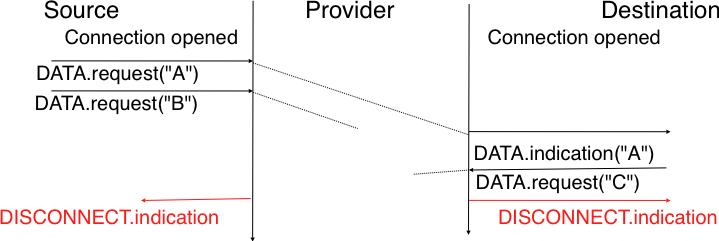 Source Provider Destination
Connection opened Connection opened
DATA.request("A")
DATA.request("B")
DATA.indication("A")
DATA.request("C")
DISCONNECT.indication DISCONNECT.indication